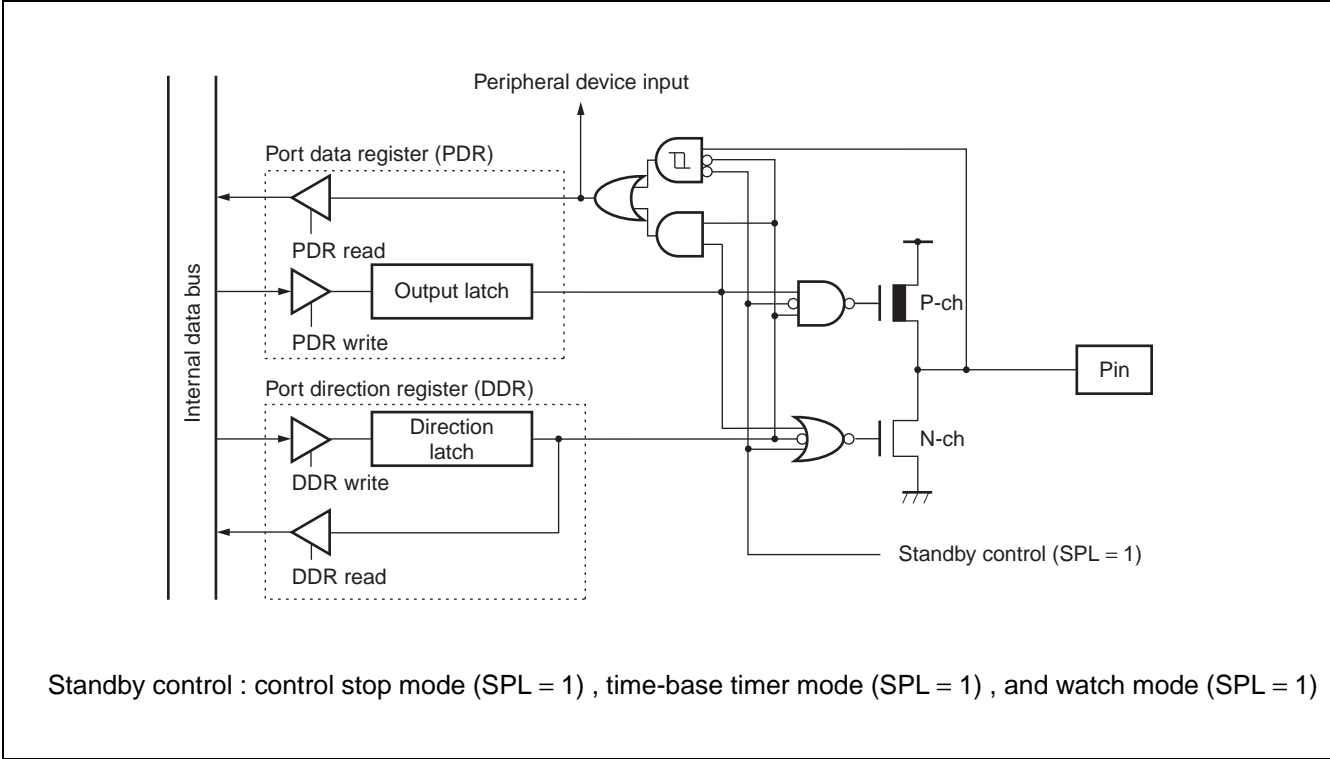 Peripheral device input
Port data register (PDR)
PDR read
Output latch
PDR write
Internal data bus
P-ch
Pin
Port direction register (DDR)
Direction
latch
N-ch
DDR write
Standby control (SPL = 1)
DDR read
Standby control : control stop mode (SPL = 1) , time-base timer mode (SPL = 1) , and watch mode (SPL = 1)